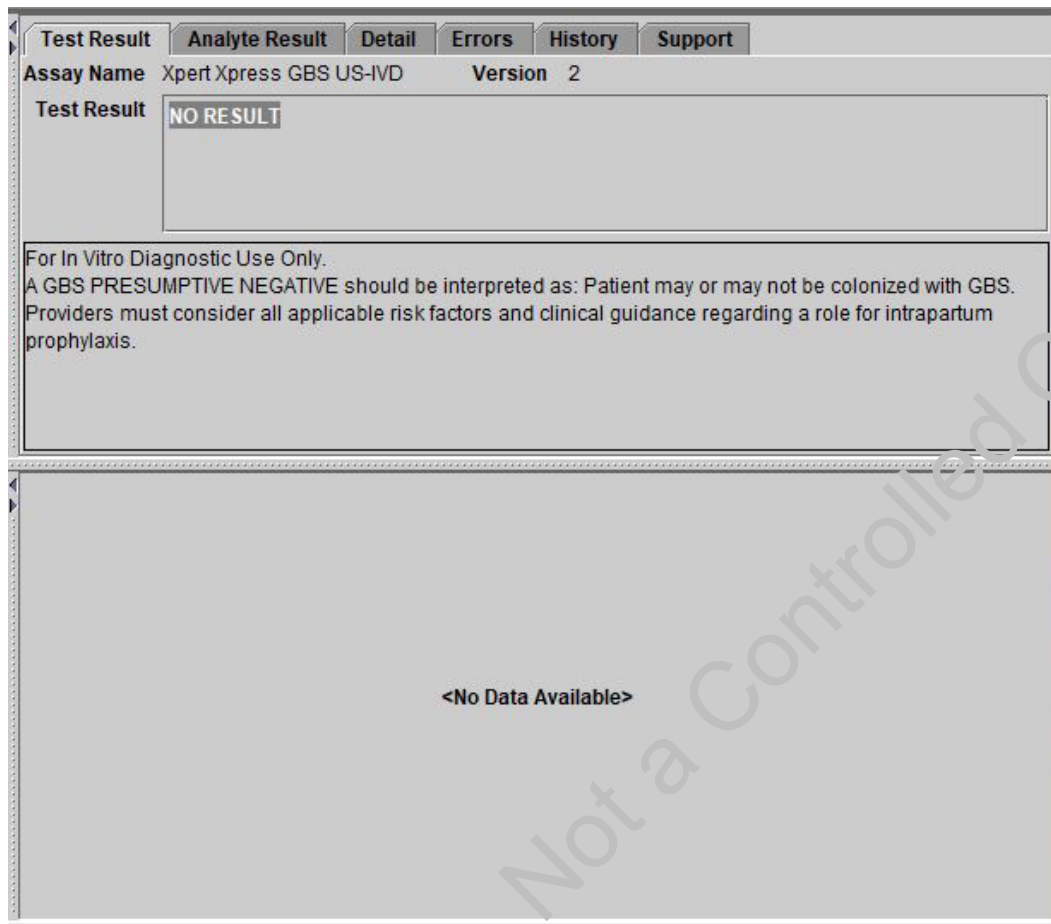 Test Result Analyte Result Detail Errors History Support
Assay Name Xpert Xpress GBS US-IVD Version 2
Test Result NO RESULT
For In Vitro Diagnostic Use Only.
A GBS PRESUMPTIVE NEGATIVE should be interpreted as: Patient may or may not be colonized with GBS.
Providers must consider all applicable risk factors and clinical guidance regarding a role for intrapartum
prophylaxis.
<No Data Available>
Not a Controlled C